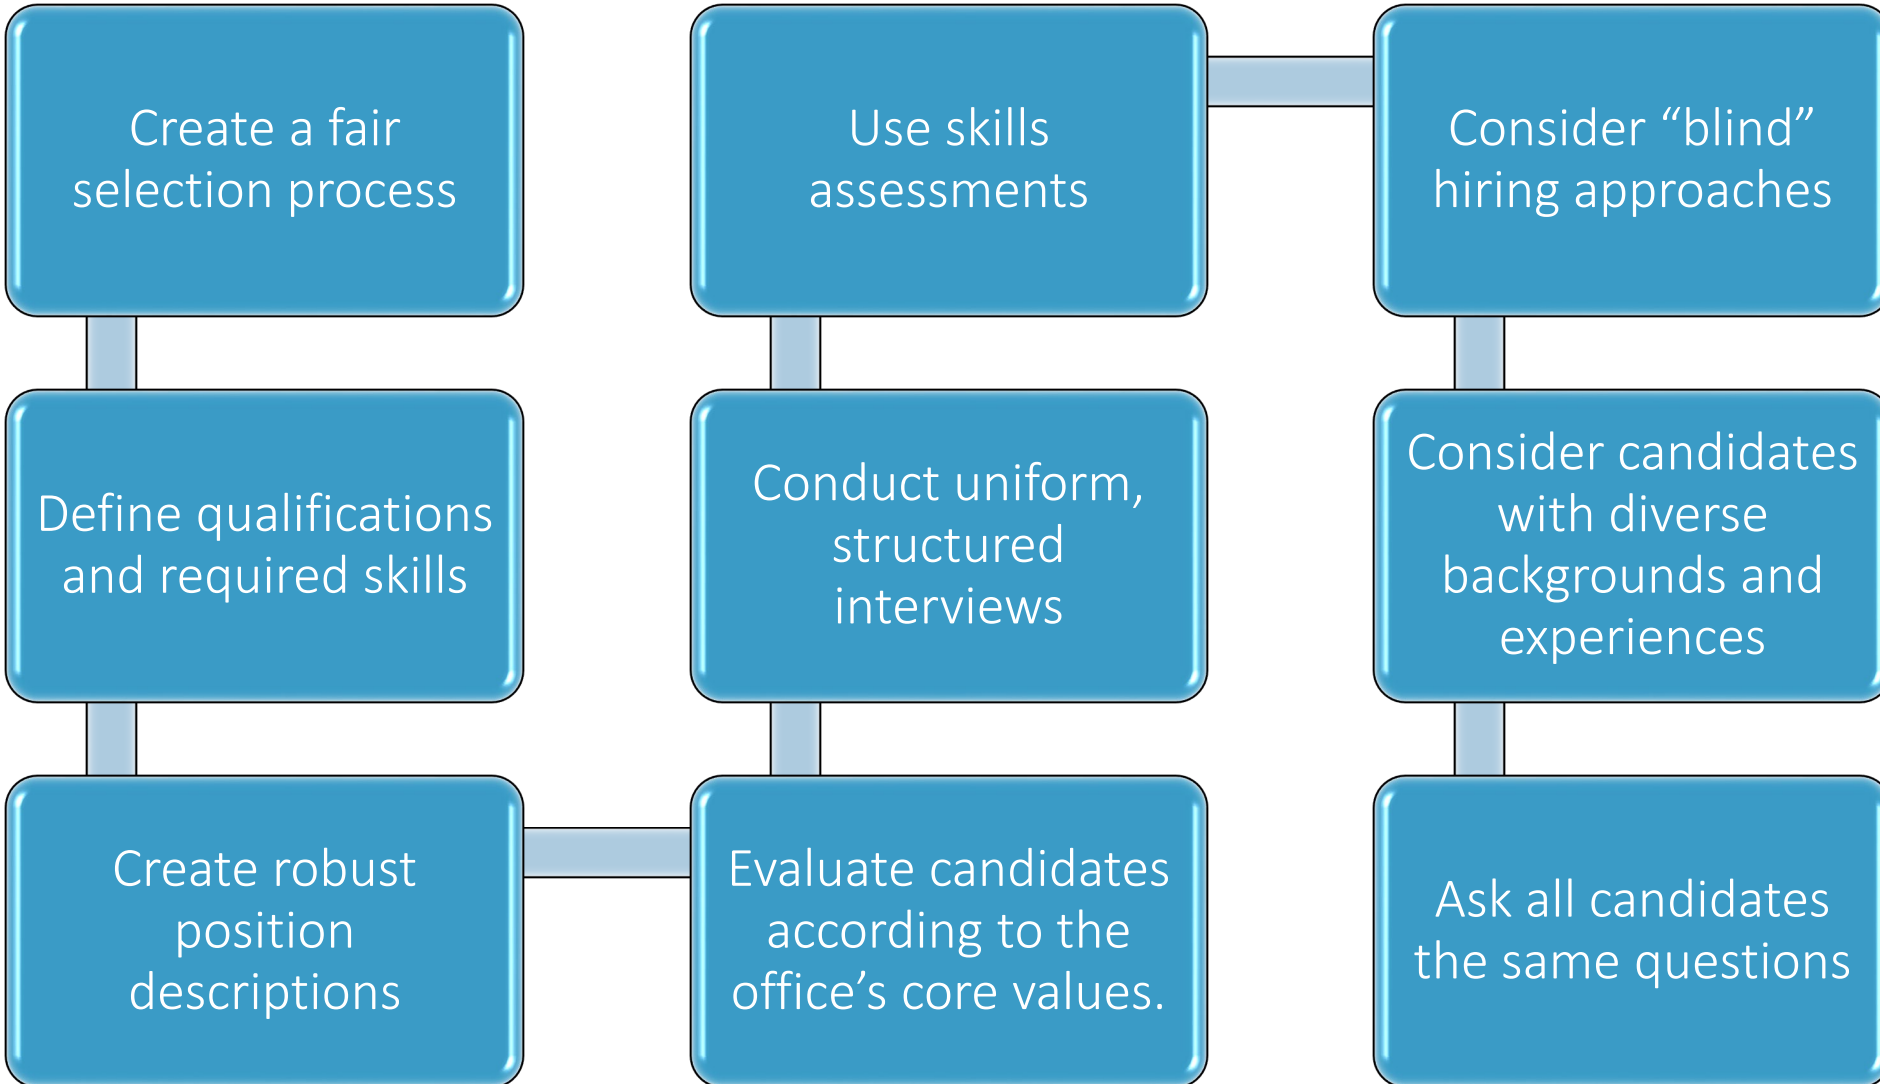 Create a fair
selection process
Define qualifications
and required skills
Create robust
position
descriptions
Evaluate candidates
according to the
office’s core values.
Conduct uniform,
structured
interviews
Use skills
assessments
Consider “blind”
hiring approaches
Consider candidates
with diverse
backgrounds and
experiences
Ask all candidates
the same questions